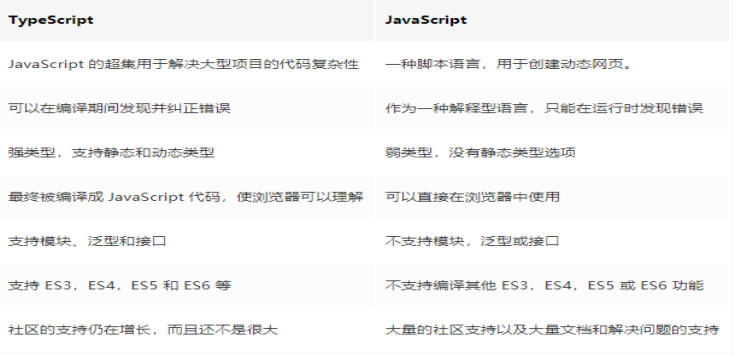 TypeScript JavaScript
JavaScript 的超集用于解决大型项目的代码复杂性 一种脚本语言，用于创建动态网页。
可以在编译期间发现并纠正错误 作为一种解释型语言，只能在运行时发现错误
强类型，支持静态和动态类型 弱类型，没有静态类型选项
最终被编译成 JavaScript 代码，使浏览器可以理解 可以直接在浏览器中使用
支持模块、泛型和接口 不支持模块，泛型或接口
支持 ES3，ES4，ES5 和 ES6 等 不支持编译其他 ES3，ES4，ES5 或 ES6 功能
社区的支持仍在增长，而且还不是很大 大量的社区支持以及大量文档和解决问题的支持